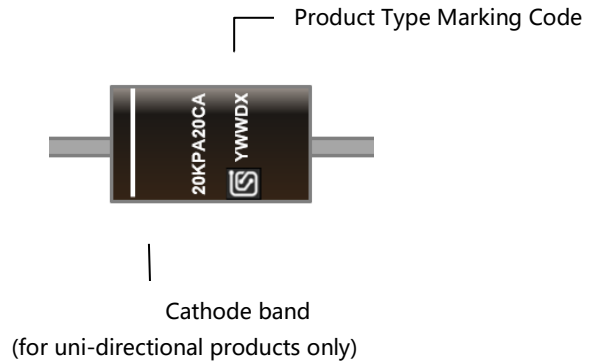 Product Type Marking Code
20KPA20CA
YWWDX
Cathode band
(for uni-directional products only)